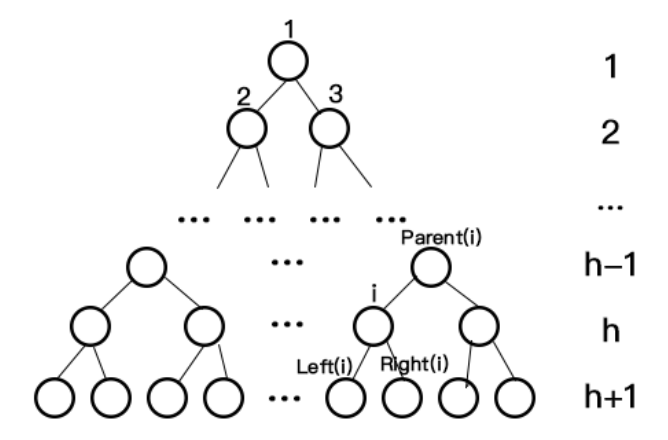 1
1
2 3
2
... ... ... ...
...
Parent(i)
...
h-1
i
...
h
Left(i) Right(i)
...
h+1